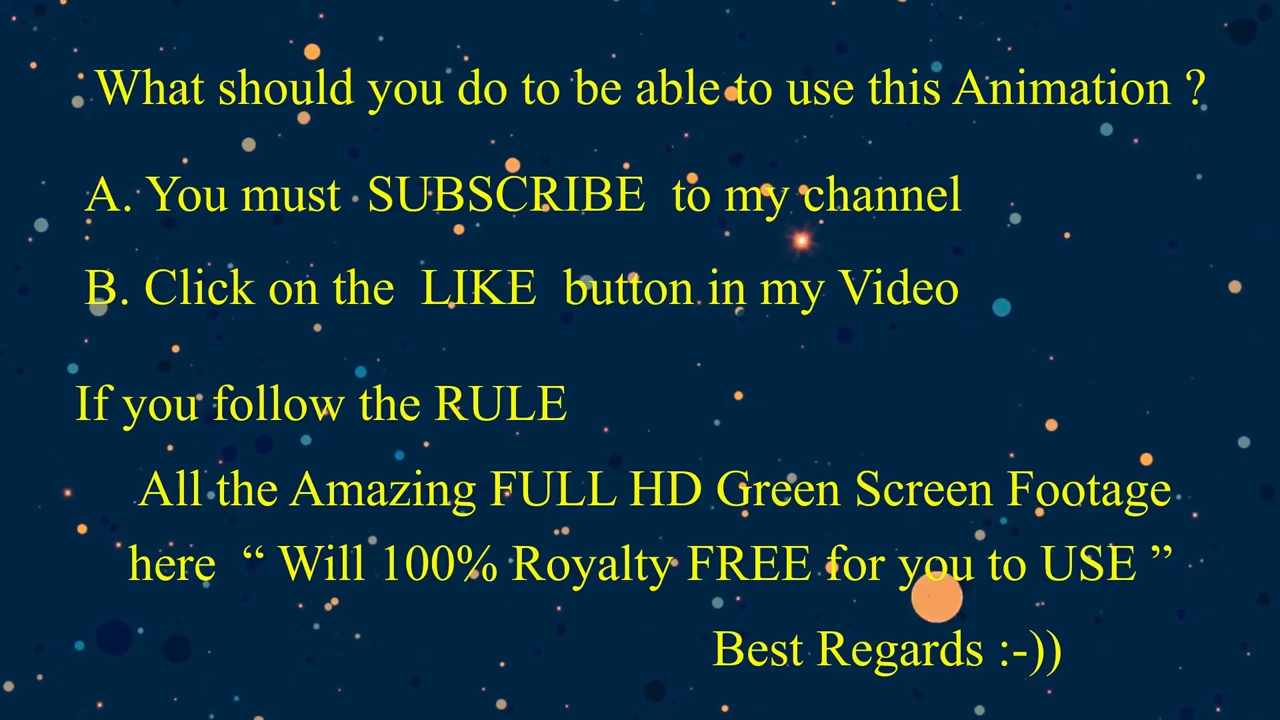 What should you do to be able to use this Animation ?
A. You must SUBSCRIBE to my channel
B. Click on the LIKE button in my Video
If you follow the RULE
All the Amazing FULL HD Green Screen Footage
here “ Will 100% Royalty FREE for you to USE ”
Best Regards :-))